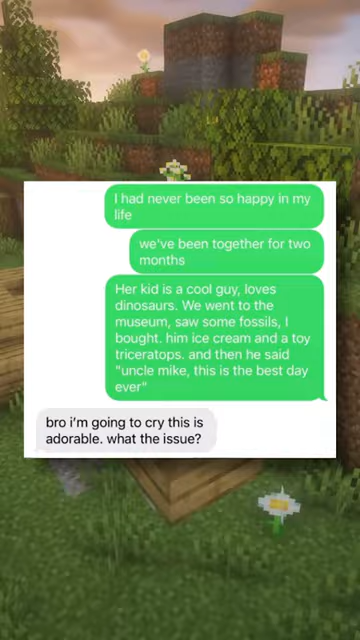 I had never been so happy in my
life
we've been together for two
months
Her kid is a cool guy, loves
dinosaurs. We went to the
museum, saw some fossils, I
bought. him ice cream and a toy
triceratops. and then he said
"uncle mike, this is the best day
ever"
bro i'm going to cry this is
adorable. what the issue?